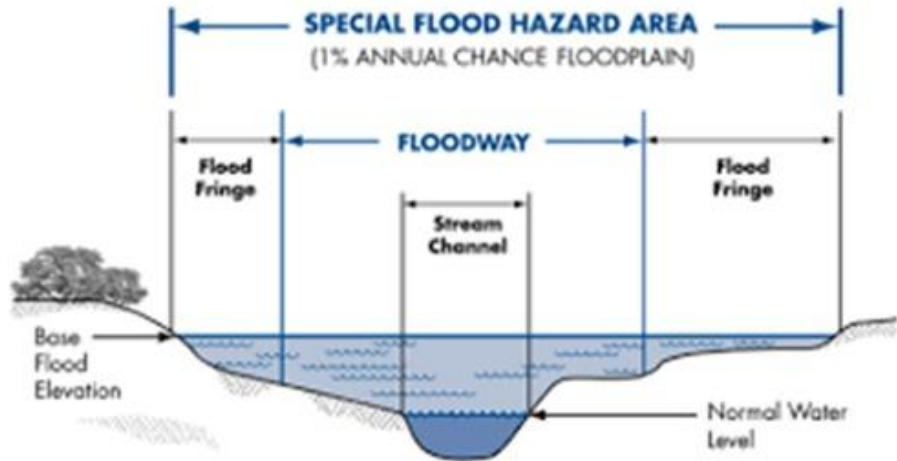 SPECIAL FLOOD HAZARD AREA
(1% ANNUAL CHANCE FLOODPLAIN)
FLOODWAY
Flood
Fringe
Flood
Fringe
Stream
Channel
Base
Flood
Elevation
Normal Water
Level